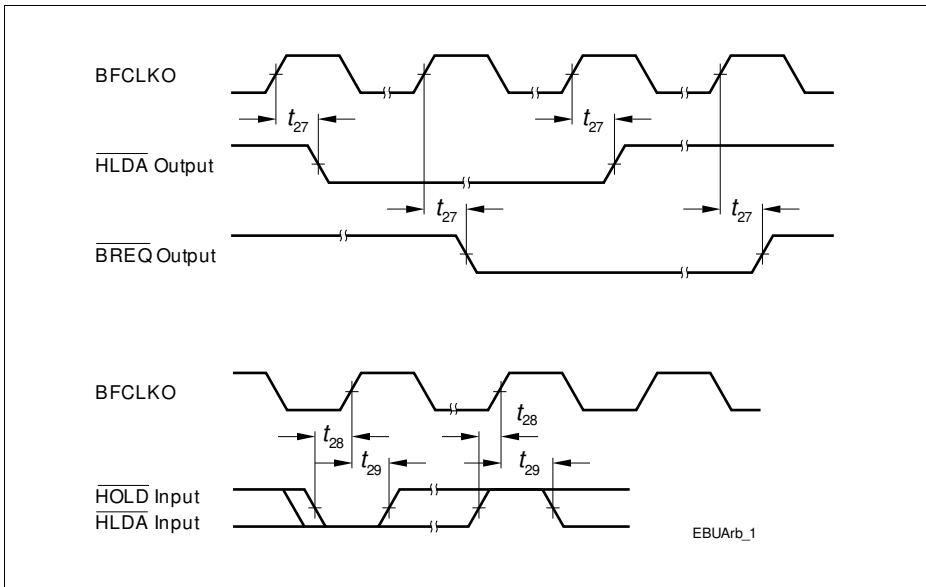 BFCLKO
t27 t27
HLDA Output
t27 t27
BREQ Output
BFCLKO
t28
t28
t29 t29
HOLD Input
HLDA Input
EBUArb_1